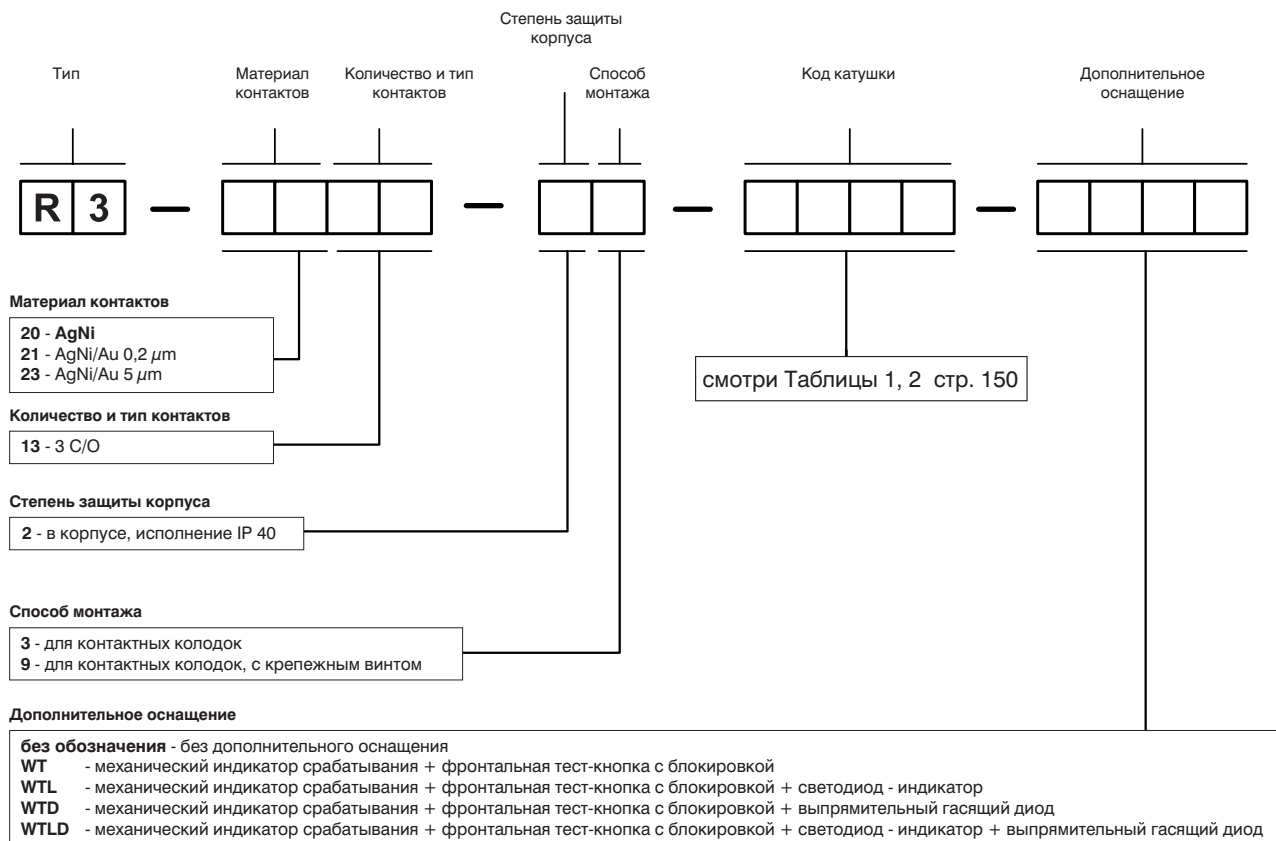 Степень защиты
корпуса
Тип
Материал
контактов
Количество и тип
контактов
Способ
монтажа
Код катушки
Дополнительное
оснащение
R 3 — — — —
Материал контактов
20 - AgNi
21 - AgNi/Au 0,2 μm
23 - AgNi/Au 5 μm
смотри Таблицы 1, 2 стр. 150
Количество и тип контактов
13 - 3 C/O
Степень защиты корпуса
2 - в корпусе, исполнение IP 40
Способ монтажа
3 - для контактных колодок
9 - для контактных колодок, с крепежным винтом
Дополнительное оснащение
без обозначения - без дополнительного оснащения
WT - механический индикатор срабатывания + фронтальная тест-кнопка с блокировкой
WTL - механический индикатор срабатывания + фронтальная тест-кнопка с блокировкой + светодиод - индикатор
WTD - механический индикатор срабатывания + фронтальная тест-кнопка с блокировкой + выпрямительный гасящий диод
WTLD - механический индикатор срабатывания + фронтальная тест-кнопка с блокировкой + светодиод - индикатор + выпрямительный гасящий диод